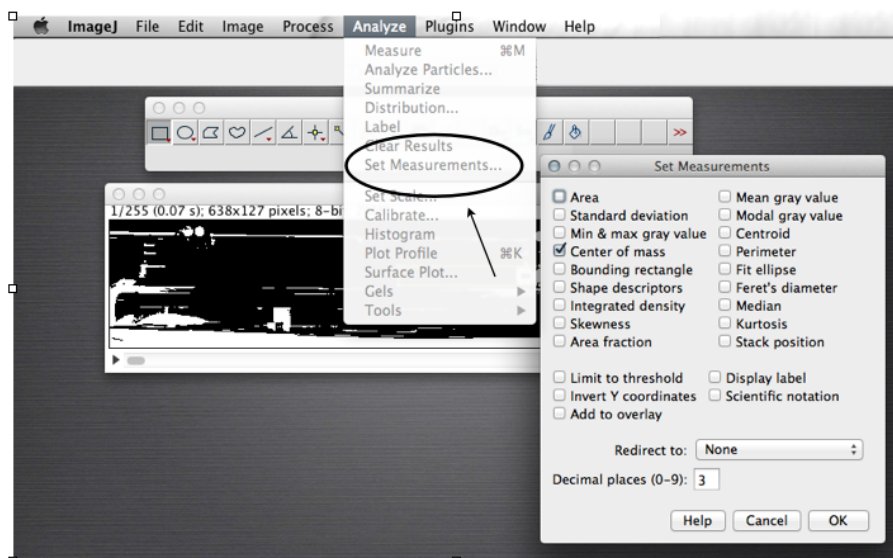 ImageJ File Edit Image Process Analyze Plugins Window Help
Measure ⌘M
Analyze Particles...
Summarize
Distribution...
Label
Clear Results
Set Measurements...
Set Scale...
Calibrate...
Histogram
Plot Profile ⌘K
Surface Plot...
Gels
Tools
>>
1/255 (0.07 s); 638x127 pixels; 8-bi
Set Measurements
Area Mean gray value
Standard deviation Modal gray value
Min & max gray value Centroid
Center of mass Perimeter
Bounding rectangle Fit ellipse
Shape descriptors Feret's diameter
Integrated density Median
Skewness Kurtosis
Area fraction Stack position
Limit to threshold Display label
Invert Y coordinates Scientific notation
Add to overlay
Redirect to: None
Decimal places (0-9): 3
Help Cancel OK